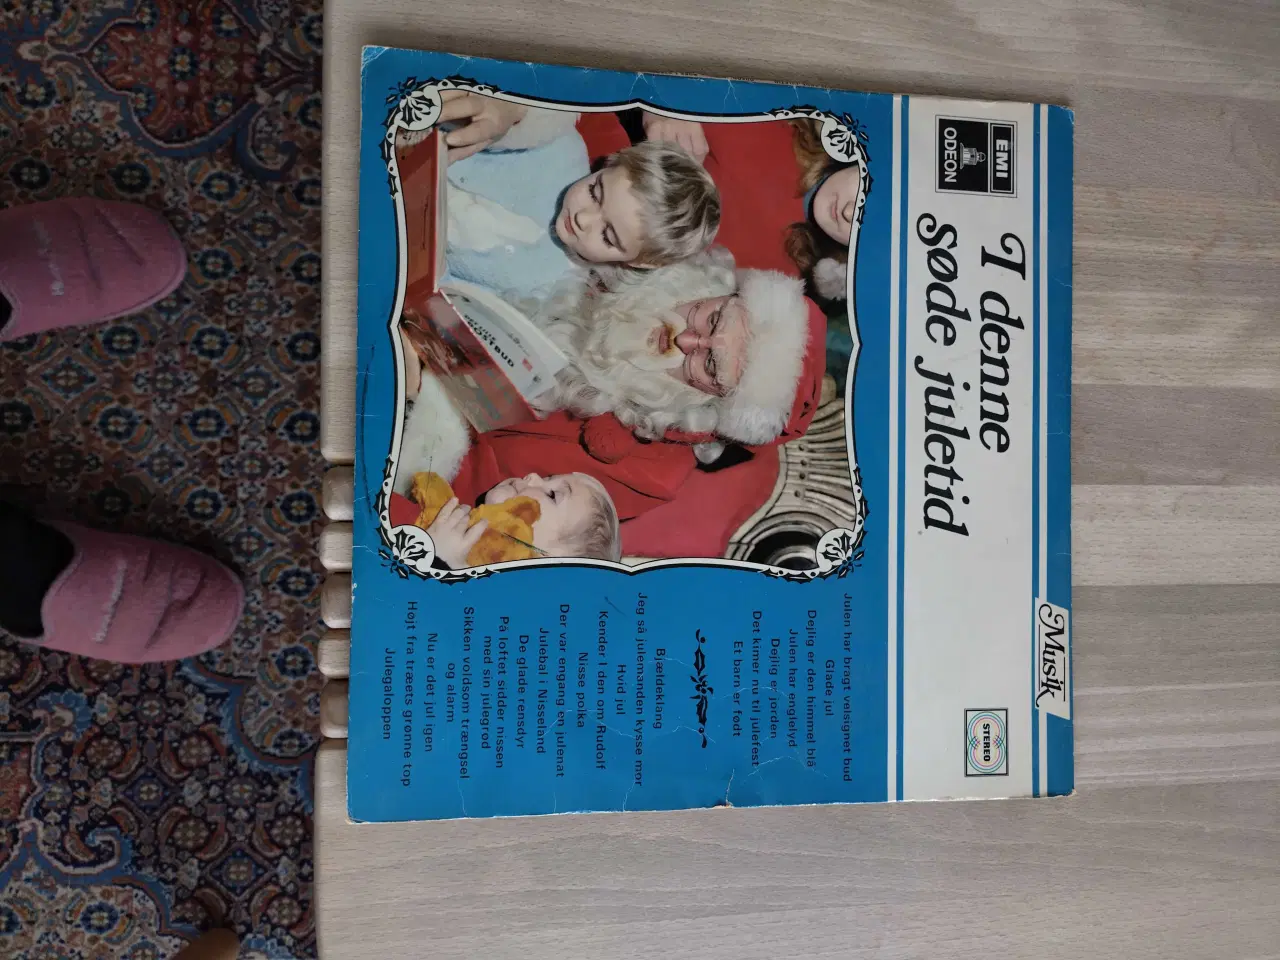 EMI
ODEON
I denne
søde juletid
Musik
STEREO
Julen har bragt velsignet bud
Glade jul
Dejlig er den himmel blå
Julen har englelyd
Dejlig er jorden
Det kimer nu til julefest
Et barn er født
Bjældeklang
Jeg så julemanden kysse mor
Hvid jul
Kender I den om Rudolf
Nisse polka
Der var engang en julenat
Julebal i Nisseland
De glade rensdyr
På loftet sidder nissen
med sin julegrød
Sikken voldsom trængsel
og alarm
Nu er det jul igen
Højt fra træets grønne top
Julegaloppen